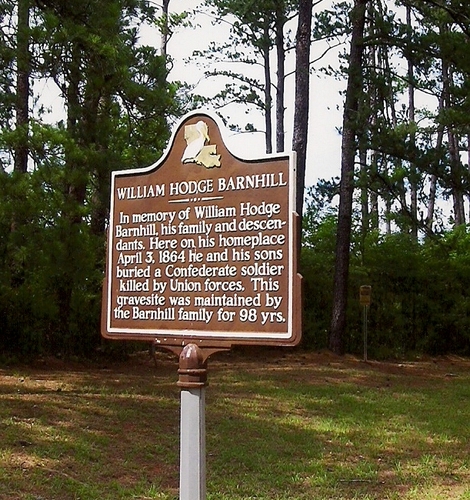 WILLIAM HODGE BARNHILL
In memory of William Hodge
Barnhill, his family and descen-
dants. Here on his homeplace
April 3, 1864 He and his sons
buried a Confederate soldier
killed by Union forces. This
gravesite was maintained by
the Barnhill family for 98 yrs.